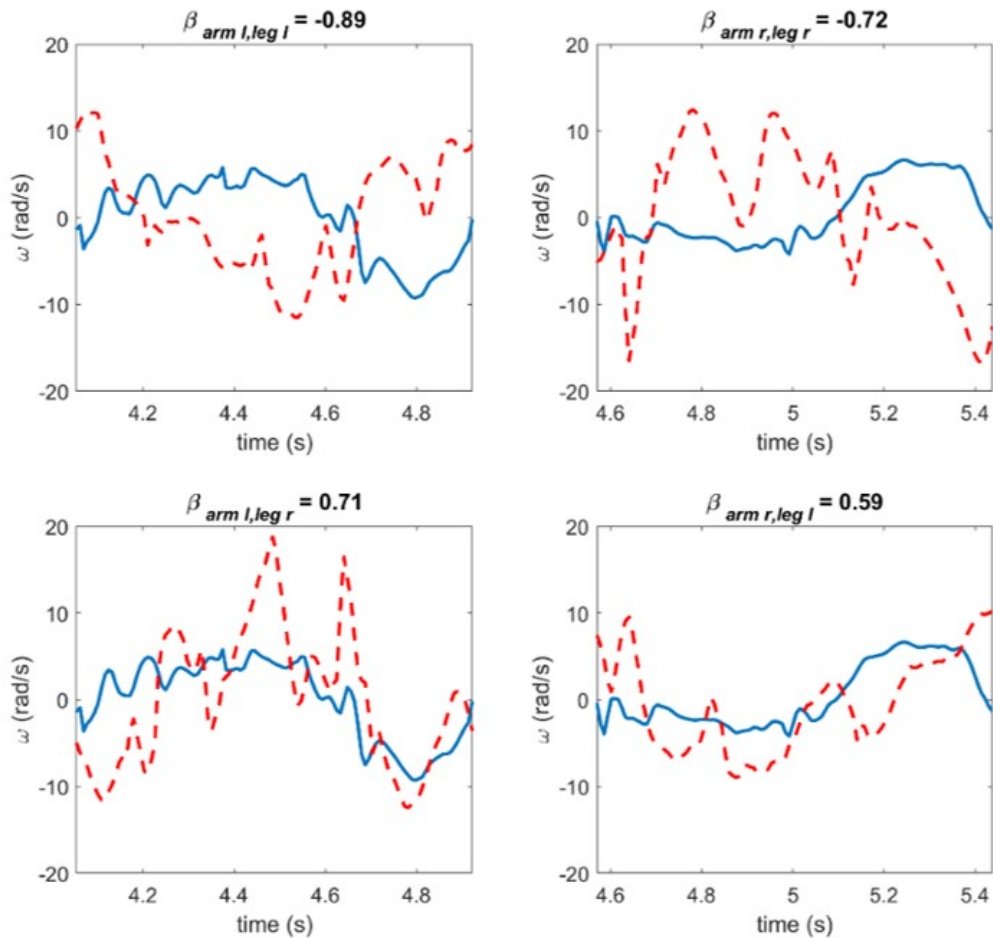 β arm l,leg l = -0.89
20
10
0
-10
-20
ω (rad/s)
4.2 4.4 4.6 4.8
time (s)
β arm r,leg r = -0.72
20
10
0
-10
-20
ω (rad/s)
4.6 4.8 5 5.2 5.4
time (s)
β arm l,leg r = 0.71
20
10
0
-10
-20
ω (rad/s)
4.2 4.4 4.6 4.8
time (s)
β arm r,leg l = 0.59
20
10
0
-10
-20
ω (rad/s)
4.6 4.8 5 5.2 5.4
time (s)